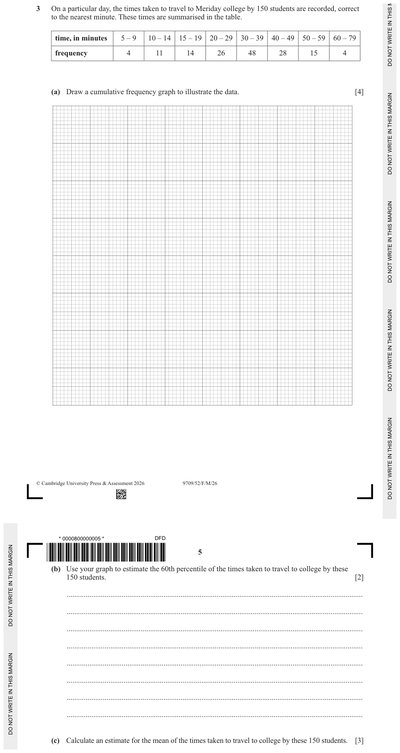 3 On a particular day, the times taken to travel to Meriday college by 150 students are recorded, correct
to the nearest minute. These times are summarised in the table.
time, in minutes 5 – 9 10 – 14 15 – 19 20 – 29 30 – 39 40 – 49 50 – 59 60 – 79
frequency 4 11 14 26 48 28 15 4
(a) Draw a cumulative frequency graph to illustrate the data. [4]
© Cambridge University Press & Assessment 2026 9709/52/F/M/26
DO NOT WRITE IN THIS M
DO NOT WRITE IN THIS MARGIN
DO NOT WRITE IN THIS MARGIN
DO NOT WRITE IN THIS MARGIN
DO NOT WRITE IN THIS MARGIN
* 0000800000005 * DFD
5
(b) Use your graph to estimate the 60th percentile of the times taken to travel to college by these
150 students. [2]
(c) Calculate an estimate for the mean of the times taken to travel to college by these 150 students. [3]
DO NOT WRITE IN THIS MARGIN
DO NOT WRITE IN THIS MARGIN